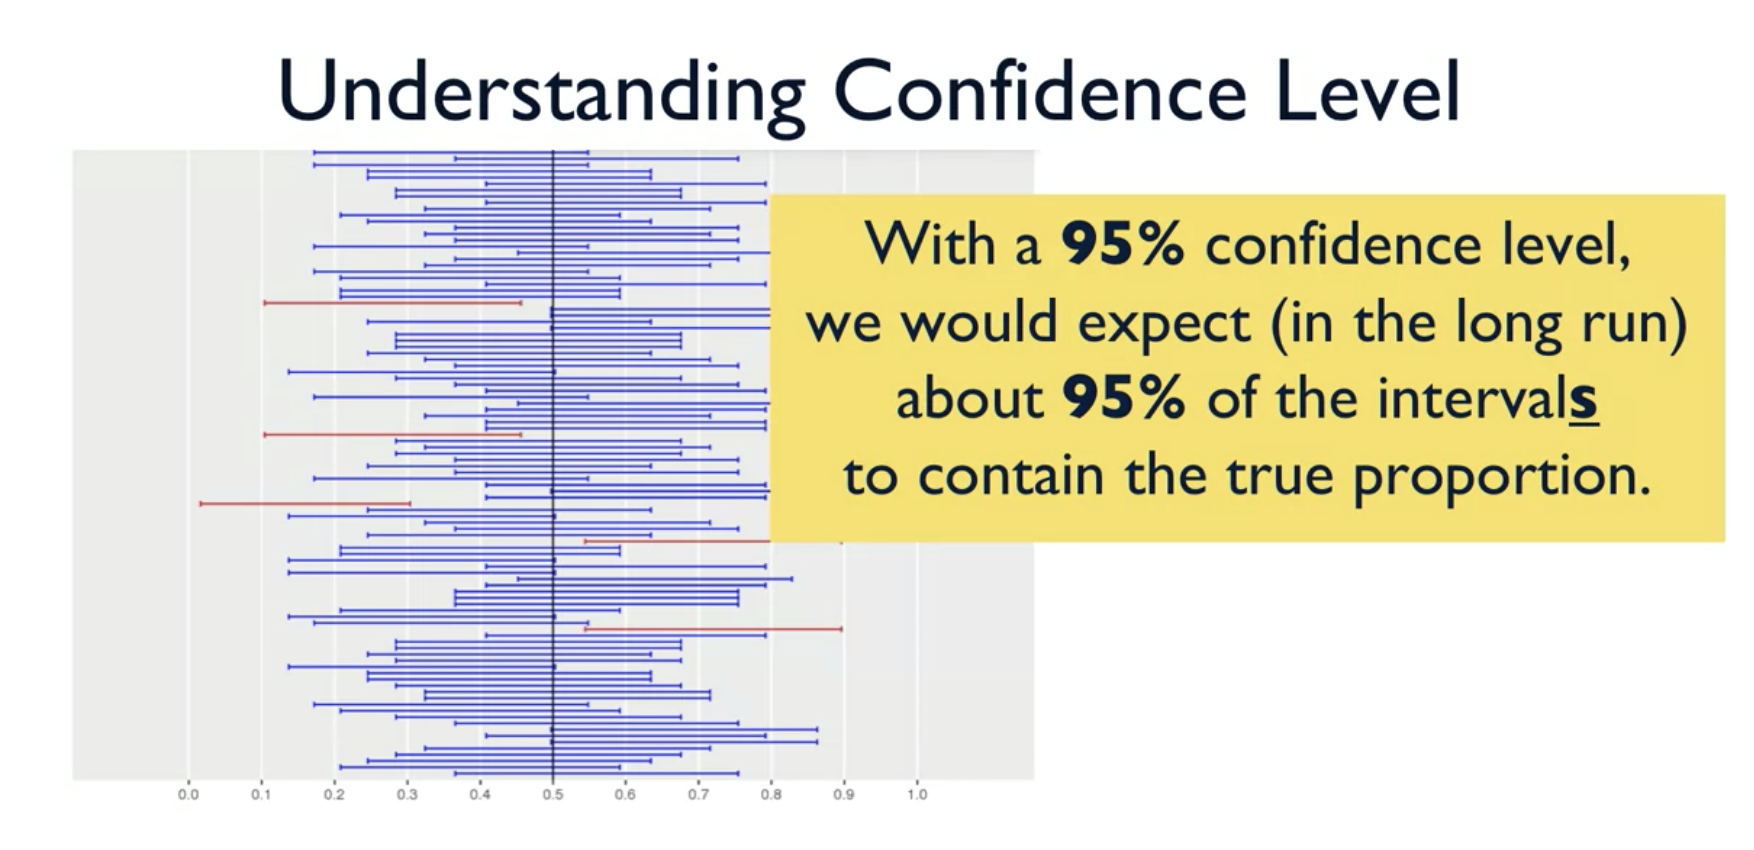 Understanding Confidence Level
With a 95% confidence level,
we would expect (in the long run)
about 95% of the intervals
to contain the true proportion.
0.0 0.1 0.2 0.3 0.4 0.5 0.6 0.7 0.8 0.9 1.0